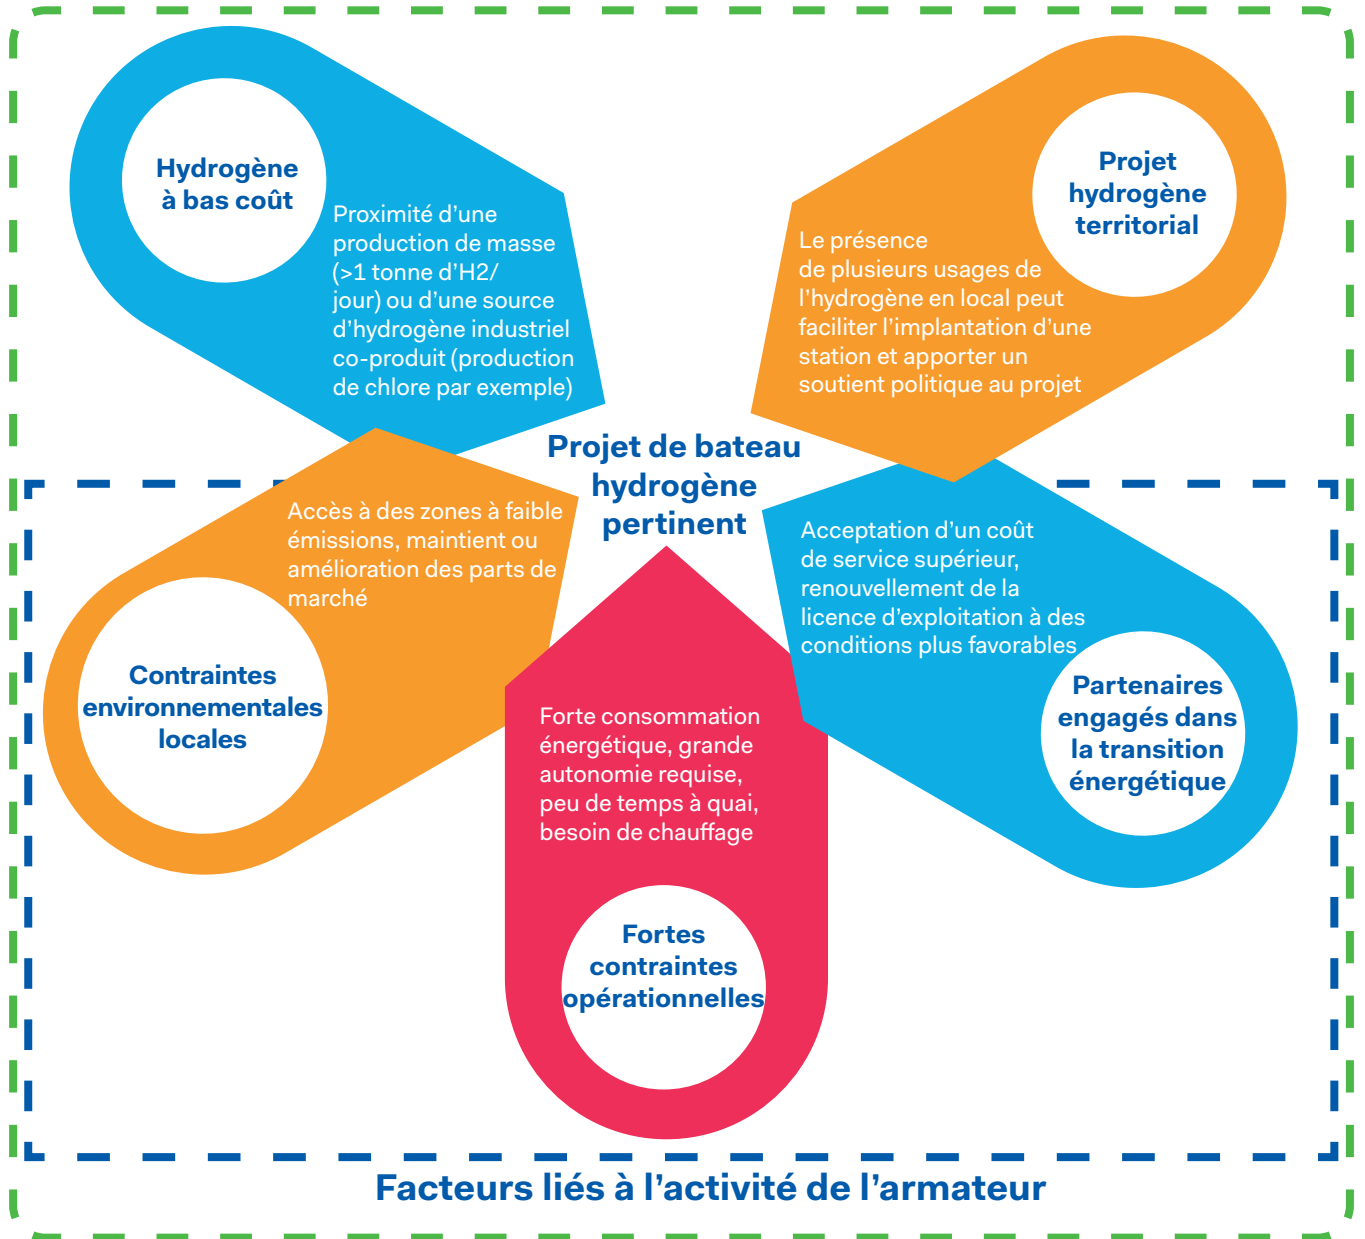 Hydrogène
à bas coût
Proximité d’une
production de masse
(>1 tonne d’H2/
jour) ou d’une source
d’hydrogène industriel
co-produit (production
de chlore par exemple)
Projet
hydrogène
territorial
Le présence
de plusieurs usages de
l’hydrogène en local peut
faciliter l’implantation d’une
station et apporter un
soutient politique au projet
Projet de bateau
hydrogène
pertinent
Accès à des zones à faible
émissions, maintient ou
amélioration des parts de
marché
Contraintes
environnementales
locales
Acceptation d’un coût
de service supérieur,
renouvellement de la
licence d’exploitation à des
conditions plus favorables
Partenaires
engagés dans
la transition
énergétique
Forte consommation
énergétique, grande
autonomie requise,
peu de temps à quai,
besoin de chauffage
Fortes
contraintes
opérationnelles
Facteurs liés à l’activité de l’armateur